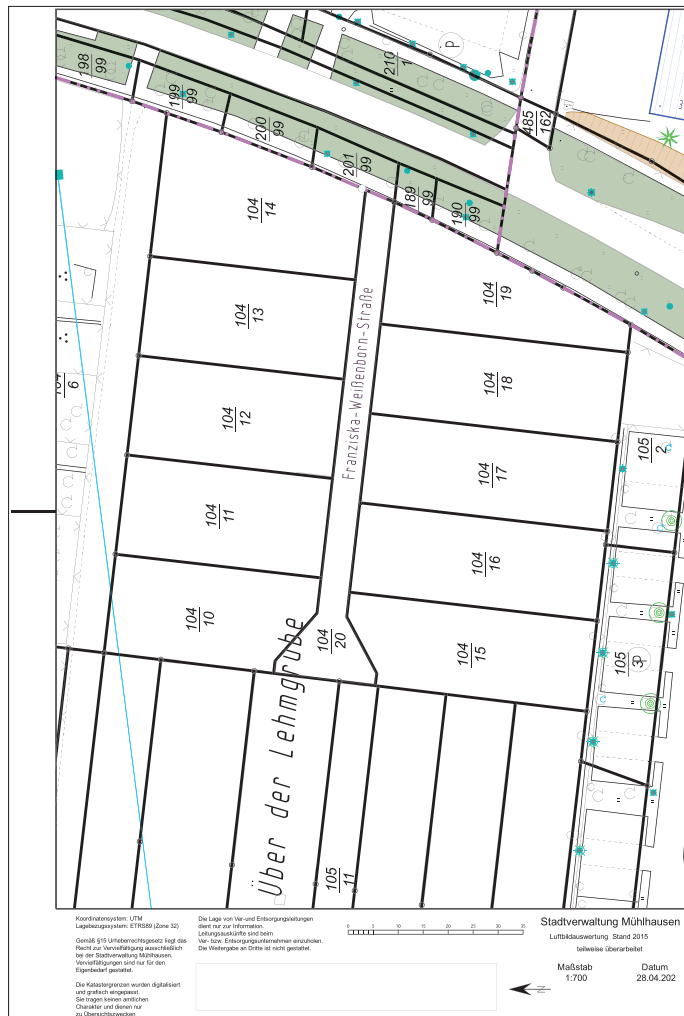 198
99
199
99
200
99
201
99
189
99
190
99
210
1
485
162
P
3
104
14
104
13
104
12
104
11
104
10
104
19
104
18
104
17
104
16
104
15
104
20
104
6
105
2
105
3
P
105
11
Franziska-Weißenborn-Straße
Über der Lehmgrube
Koordinatensystem: UTM
Lagebezugssystem: ETRS89 (Zone 32)
Gemäß §15 Urheberrechtsgesetz liegt das
Recht zur Vervielfältigung ausschließlich
bei der Stadtverwaltung Mühlhausen.
Vervielfältigungen sind nur für den
Eigenbedarf gestattet.
Die Katastergrenzen wurden digitalisiert
und grafisch eingepasst.
Sie tragen keinen amtlichen
Charakter und dienen nur
zu Übersichtszwecken
Die Lage von Ver-und Entsorgungsleitungen
dient nur zur Information.
Leitungsauskünfte sind beim
Ver- bzw. Entsorgungsunternehmen einzuholen.
Die Weitergabe an Dritte ist nicht gestattet.
0 5 10 15 20 25 30 35
N
Stadtverwaltung Mühlhausen
Luftbildauswertung Stand 2015
teilweise überarbeitet
Maßstab Datum
1:700 28.04.202